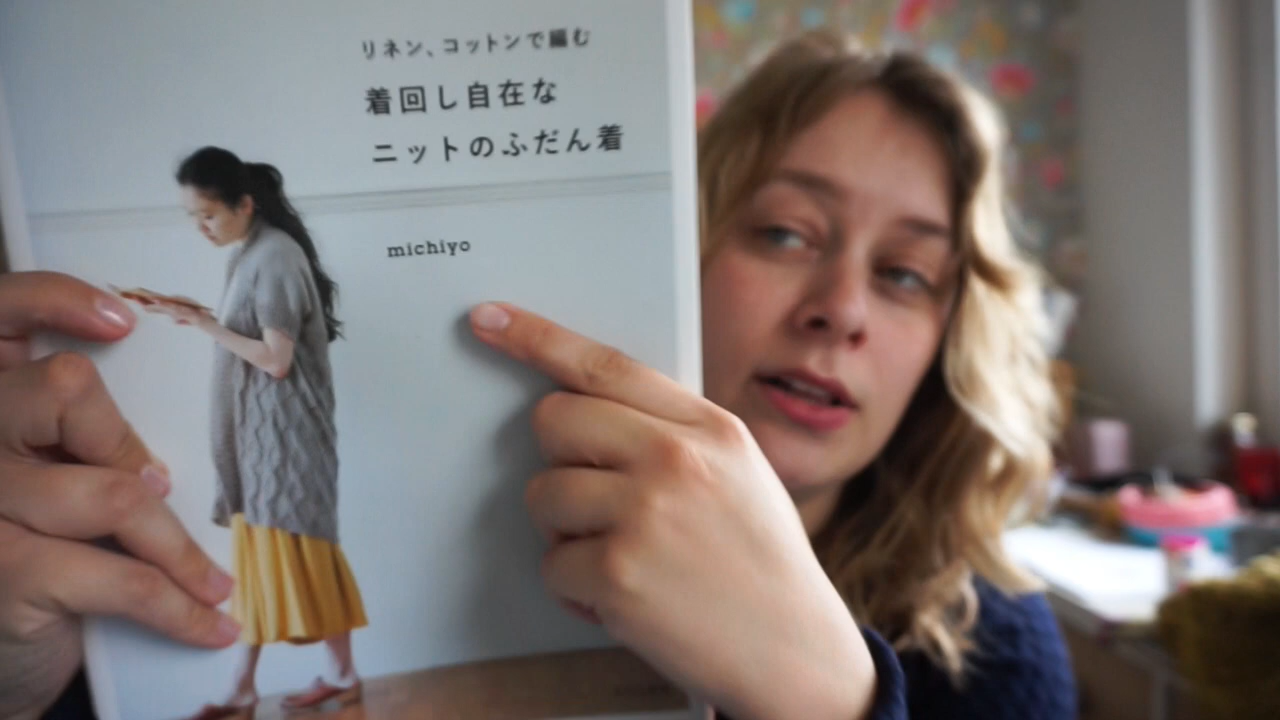 リネン、コットンで編む
着回し自在な
ニットのふだん着
michiyo